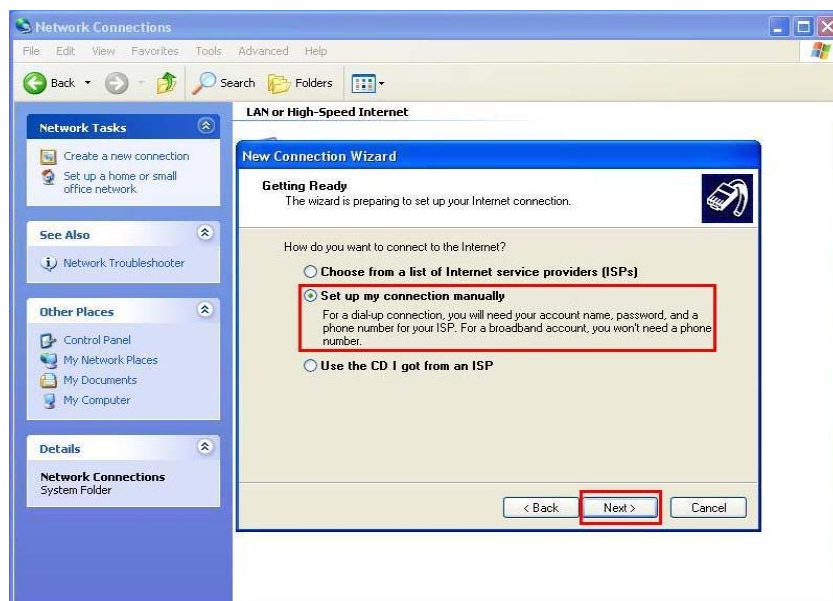 Network Connections
File Edit View Favorites Tools Advanced Help
Back Search Folders
Network Tasks
Create a new connection
Set up a home or small
office network
See Also
Network Troubleshooter
Other Places
Control Panel
My Network Places
My Documents
My Computer
Details
Network Connections
System Folder
LAN or High-Speed Internet
New Connection Wizard
Getting Ready
The wizard is preparing to set up your Internet connection.
How do you want to connect to the Internet?
Choose from a list of Internet service providers (ISPs)
Set up my connection manually
For a dial-up connection, you will need your account name, password, and a
phone number for your ISP. For a broadband account, you won't need a phone
number.
Use the CD I got from an ISP
< Back Next > Cancel